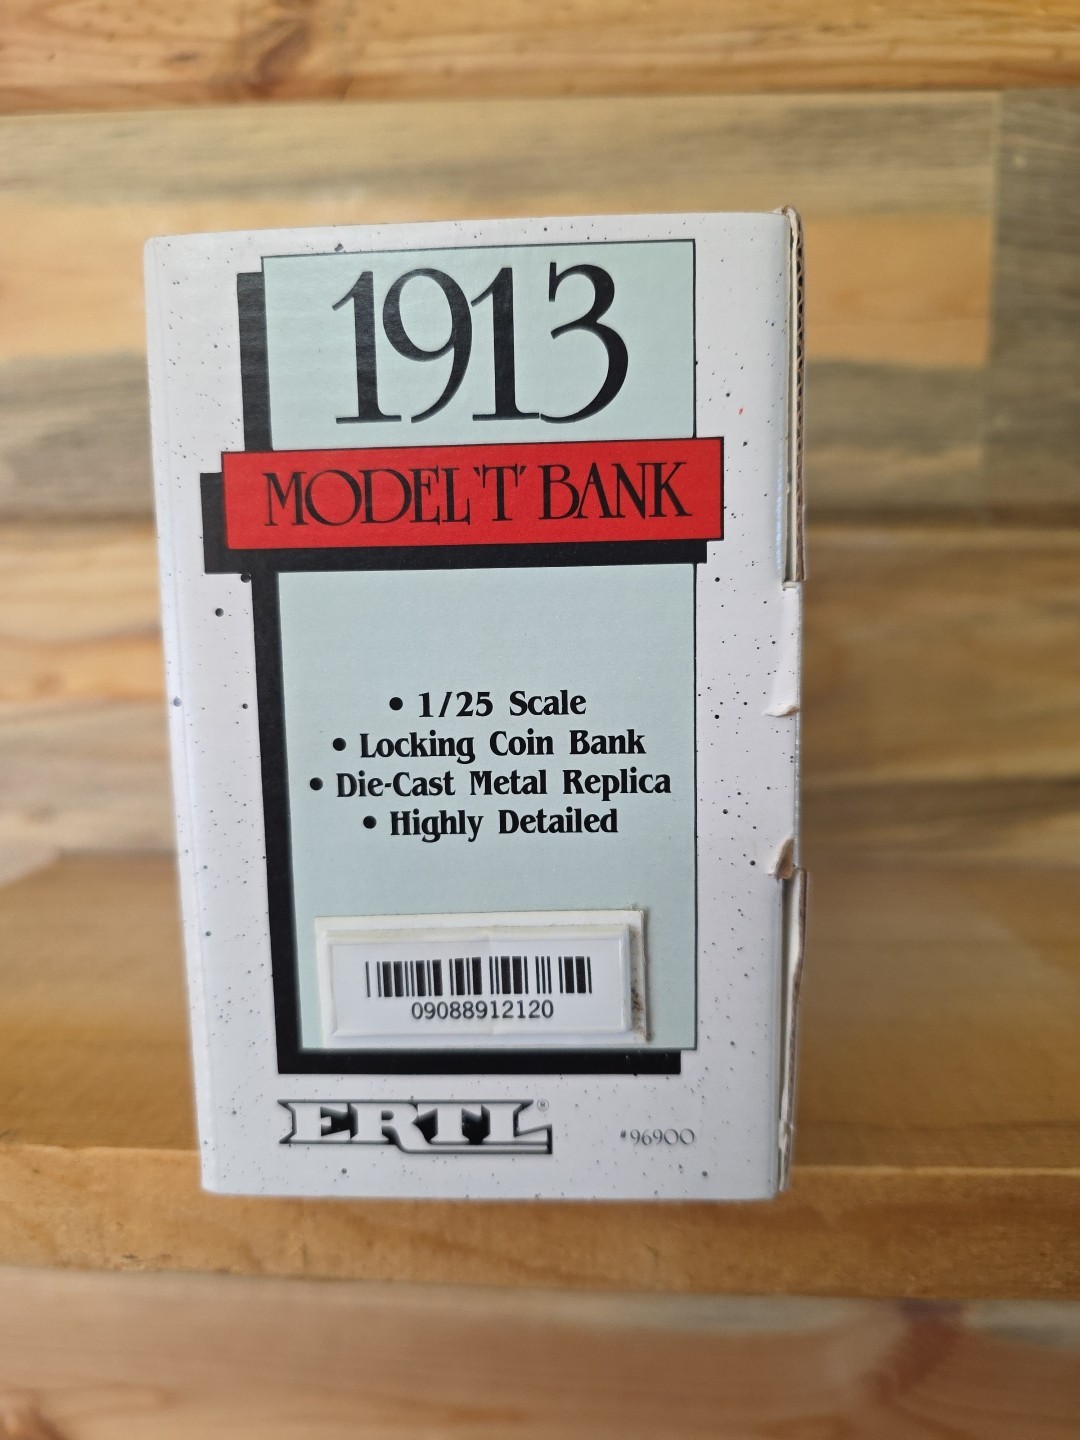 1913
MODEL 'T' BANK
• 1/25 Scale
• Locking Coin Bank
• Die-Cast Metal Replica
• Highly Detailed
09088912120
ERTL®
#96900